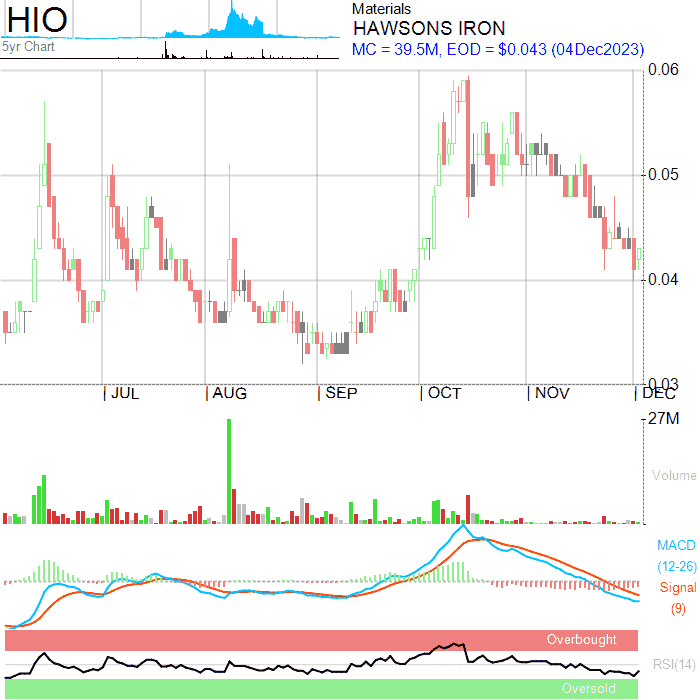 HIO
5yr Chart
Materials
HAWSONS IRON
MC = 39.5M, EOD = $0.043 (04Dec2023)
0.06
0.05
0.04
0.03
JUL AUG SEP OCT NOV DEC
27M
Volume
MACD
(12-26)
Signal
(9)
Overbought
RSI(14)
Oversold